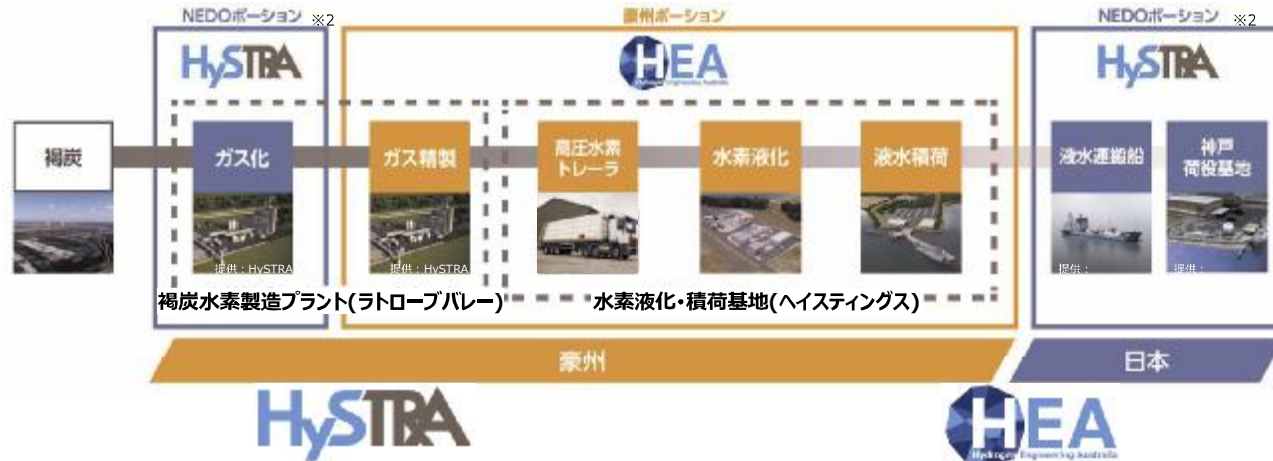 NEDOポーション ※2
豪州ポーション
NEDOポーション ※2
HySTRA
HEA
Hydrogen Engineering Australia
HySTRA
褐炭
ガス化
ガス精製
高圧水素
トレーラ
水素液化
液水積荷
液水運搬船
神戸
荷役基地
提供：HySTRA
提供：HySTRA
提供：
提供：
褐炭水素製造プラント(ラトローブバレー)
水素液化・積荷基地(ヘイスティングス)
豪州
日本
HySTRA
HEA
Hydrogen Engineering Australia